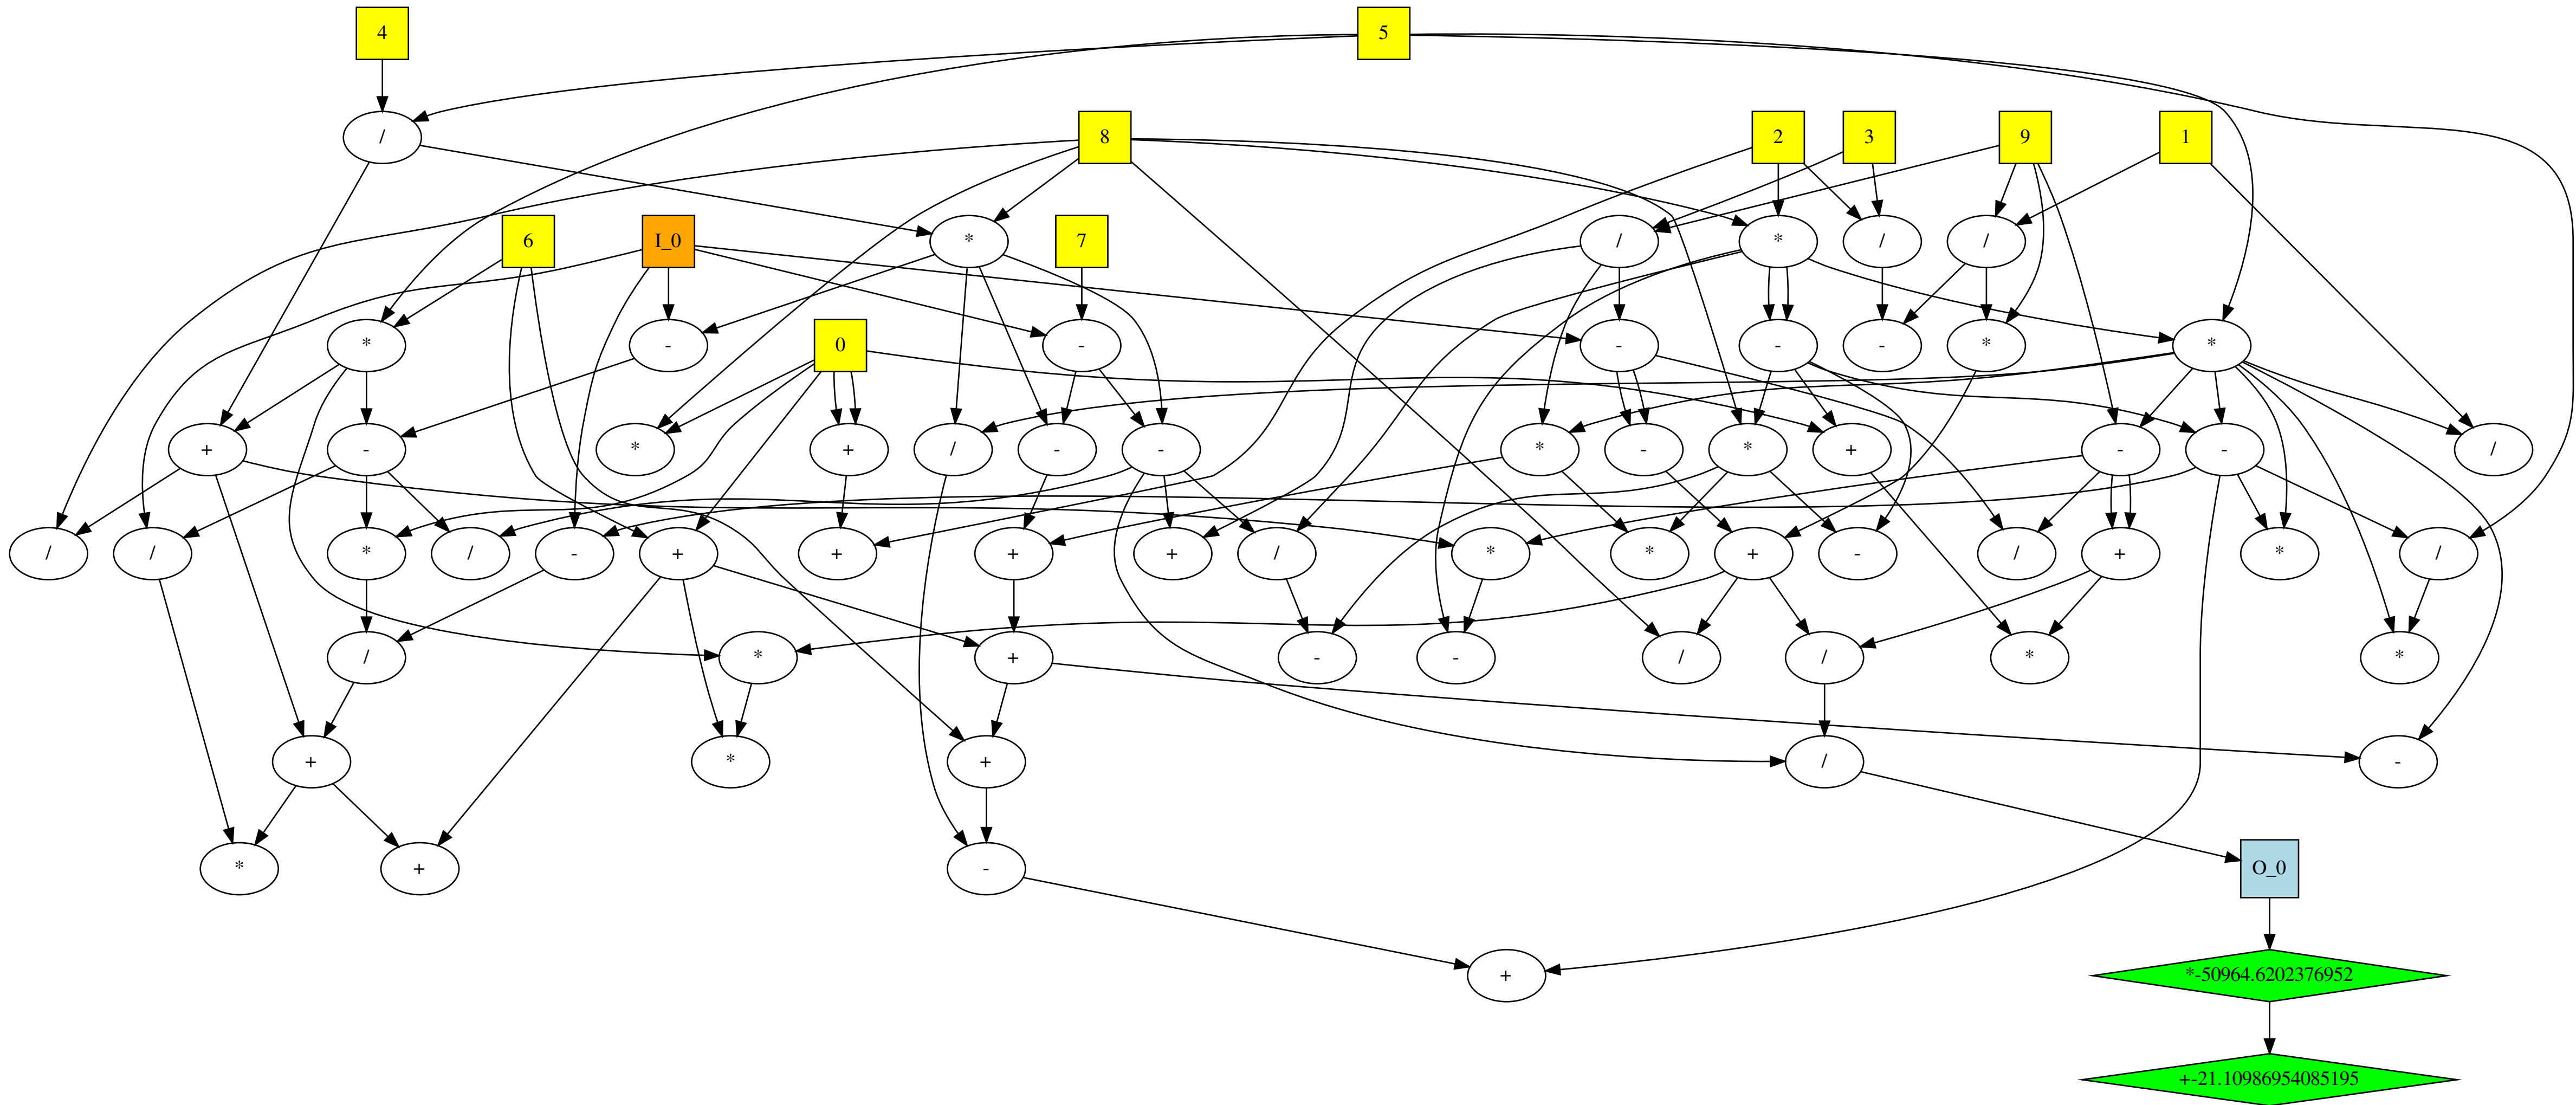 4 5
/ 8 2 3 9 1
6 I_0 * 7 / * / /
* - 0 - - - - * *
+ - * + / - - * - * + - - /
/ / * / - + + + + / * * + - / + * /
/ * + - - / / * *
* + + / -
* + - O_0
+ *-50964.6202376952
+-21.10986954085195